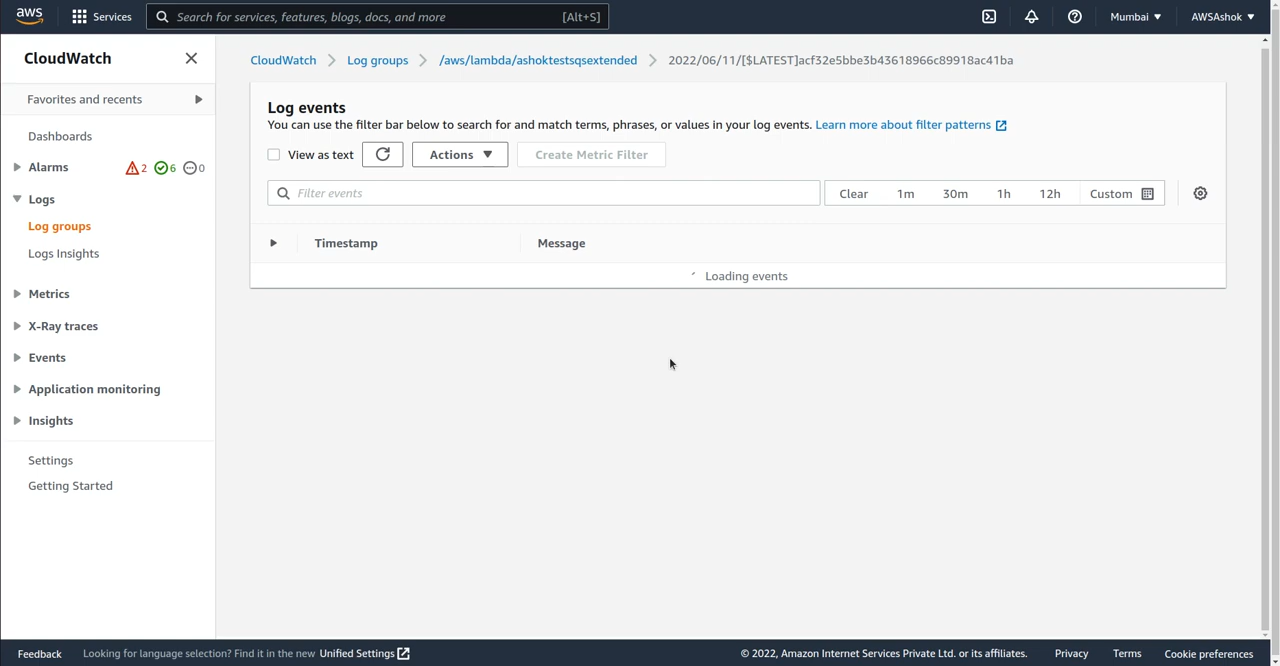 aws Services Search for services, features, blogs, docs, and more [Alt+S] Mumbai AWSAshok
CloudWatch
Favorites and recents
Dashboards
Alarms 2 6 0
Logs
Log groups
Logs Insights
Metrics
X-Ray traces
Events
Application monitoring
Insights
Settings
Getting Started
CloudWatch Log groups /aws/lambda/ashoktestsqsextended 2022/06/11/[$LATEST]acf32e5bbe3b43618966c89918ac41ba
Log events
You can use the filter bar below to search for and match terms, phrases, or values in your log events. Learn more about filter patterns
View as text Actions Create Metric Filter
Filter events Clear 1m 30m 1h 12h Custom
Timestamp Message
Loading events
Feedback Looking for language selection? Find it in the new Unified Settings © 2022, Amazon Internet Services Private Ltd. or its affiliates. Privacy Terms Cookie preferences